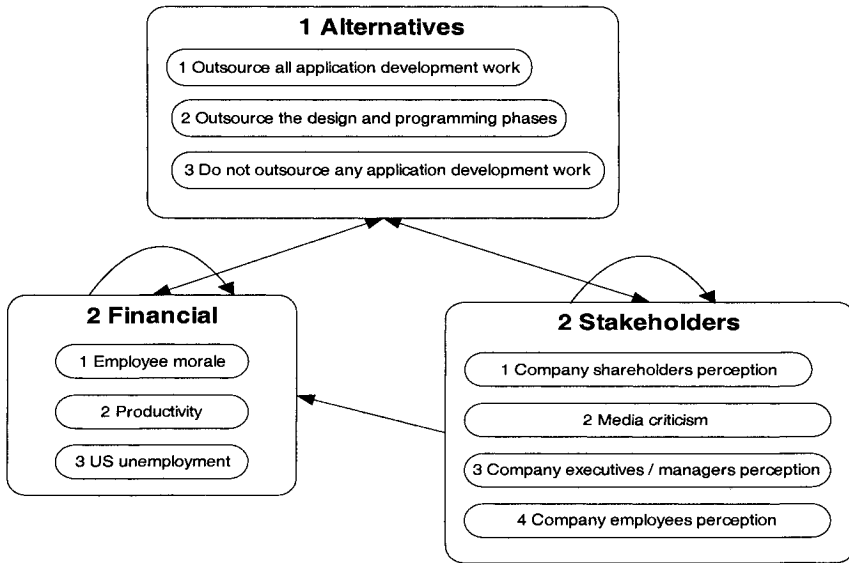 1 Alternatives
1 Outsource all application development work
2 Outsource the design and programming phases
3 Do not outsource any application development work
2 Financial
1 Employee morale
2 Productivity
3 US unemployment
2 Stakeholders
1 Company shareholders perception
2 Media criticism
3 Company executives / managers perception
4 Company employees perception